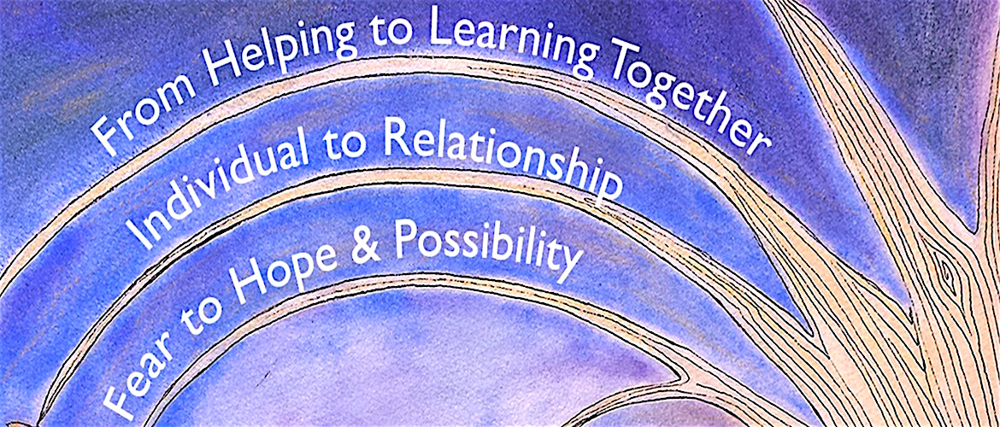 From Helping to Learning Together
Individual to Relationship
Fear to Hope & Possibility